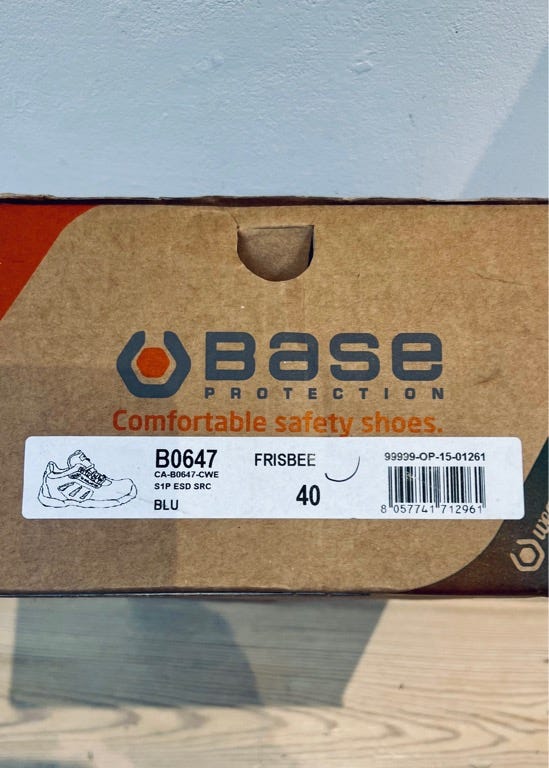 Base
PROTECTION
Comfortable safety shoes.
B0647
CA-B0647-CWE
S1P ESD SRC
BLU
FRISBEE
40
99999-OP-15-01261
8 057741 712961